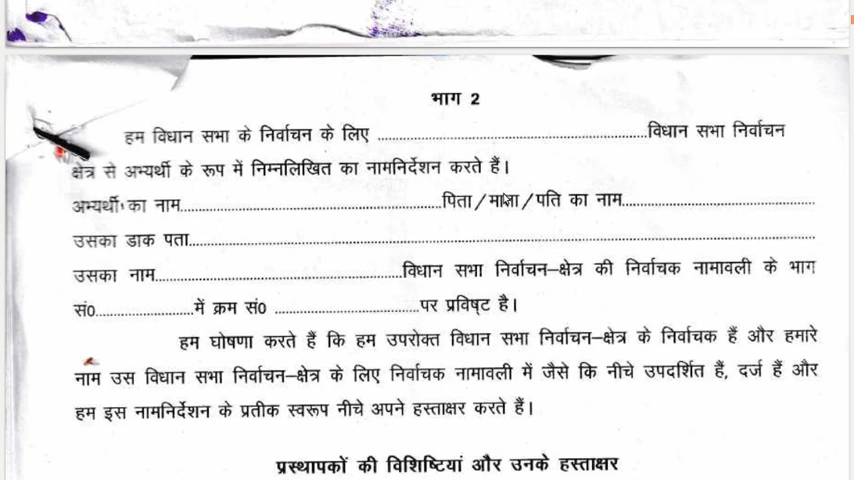 भाग 2
हम विधान सभा के निर्वाचन के लिए ................................................विधान सभा निर्वाचन
क्षेत्र से अभ्यर्थी के रूप में निम्नलिखित का नामनिर्देशन करते हैं।
अभ्यर्थी का नाम................................................पिता/माता/पति का नाम....................................
उसका डाक पता................................................................................................................
उसका नाम.............................................विधान सभा निर्वाचन–क्षेत्र की निर्वाचक नामावली के भाग
सं0..................में क्रम सं0 ..........................पर प्रविष्ट है।
हम घोषणा करते हैं कि हम उपरोक्त विधान सभा निर्वाचन–क्षेत्र के निर्वाचक हैं और हमारे
नाम उस विधान सभा निर्वाचन–क्षेत्र के लिए निर्वाचक नामावली में जैसे कि नीचे उपदर्शित हैं, दर्ज हैं और
हम इस नामनिर्देशन के प्रतीक स्वरूप नीचे अपने हस्ताक्षर करते हैं।
प्रस्थापकों की विशिष्टियां और उनके हस्ताक्षर